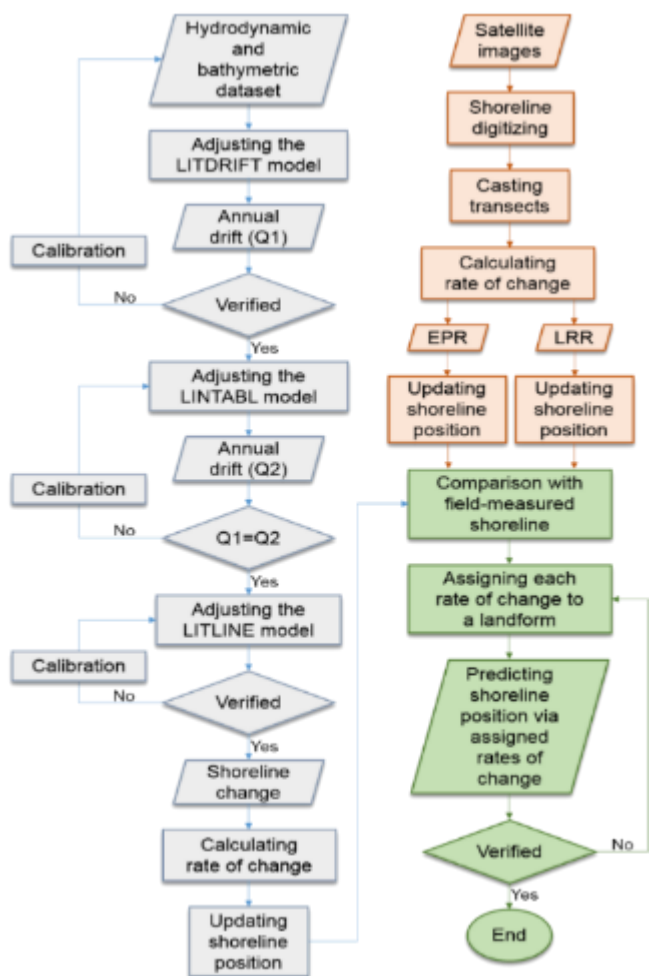 Hydrodynamic
and
bathymetric
dataset
Adjusting the
LITDRIFT model
Annual
drift (Q1)
Calibration
No
Verified
Yes
Adjusting the
LINTABL model
Annual
drift (Q2)
Calibration
No
Q1=Q2
Yes
Adjusting the
LITLINE model
Calibration
No
Verified
Yes
Shoreline
change
Calculating
rate of change
Updating
shoreline
position
Satellite
images
Shoreline
digitizing
Casting
transects
Calculating
rate of change
EPR
LRR
Updating
shoreline
position
Updating
shoreline
position
Comparison with
field-measured
shoreline
Assigning each
rate of change to
a landform
Predicting
shoreline
position via
assigned
rates of
change
Verified
No
Yes
End